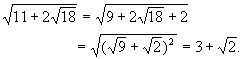 √(11 + 2√18) = √(9 + 2√18 + 2)
= √((√9 + √2)²) = 3 + √2.